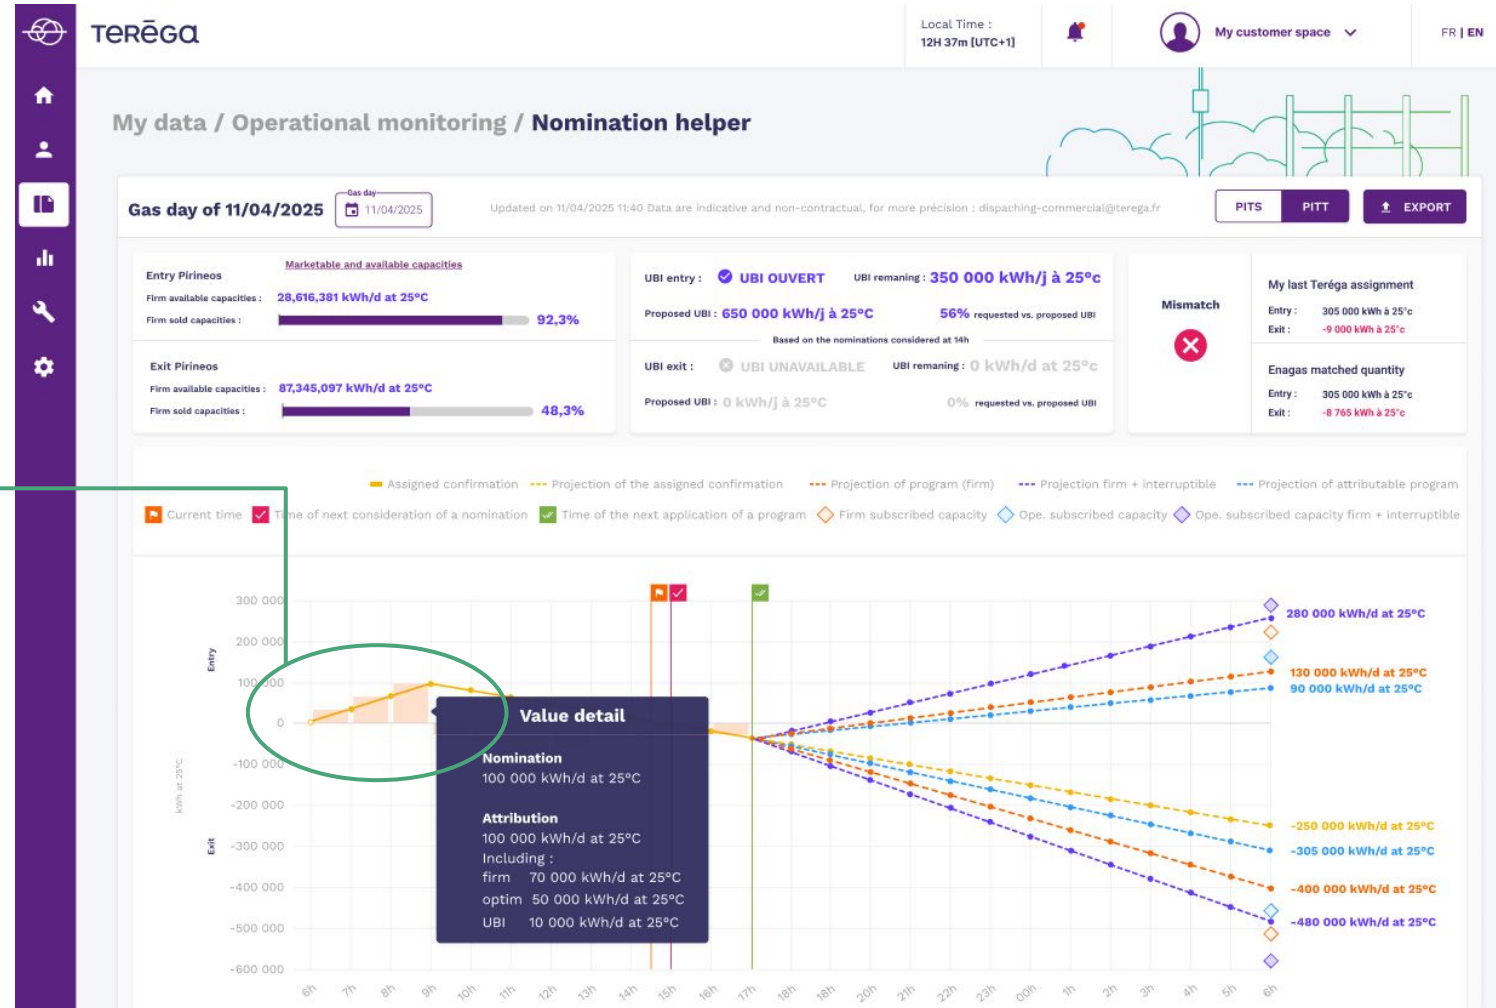 TERĒGA
Local Time :
12H 37m [UTC+1]
My customer space
FR | EN
My data / Operational monitoring / Nomination helper
Gas day of 11/04/2025
Gas day
11/04/2025
Updated on 11/04/2025 11:40 Data are indicative and non-contractual, for more précision : dispaching-commercial@terega.fr
PITS
PITT
EXPORT
Entry Pirineos
Marketable and available capacities
Firm available capacities :
28,616,381 kWh/d at 25°C
Firm sold capacities :
92,3%
Exit Pirineos
Firm available capacities :
87,345,097 kWh/d at 25°C
Firm sold capacities :
48,3%
UBI entry :
UBI OUVERT
UBI remaning : 350 000 kWh/j à 25°c
Proposed UBI : 650 000 kWh/j à 25°C
56% requested vs. proposed UBI
Based on the nominations considered at 14h
UBI exit :
UBI UNAVAILABLE
UBI remaning : 0 kWh/d at 25°c
Proposed UBI : 0 kWh/j à 25°C
0% requested vs. proposed UBI
Mismatch
My last Teréga assignment
Entry : 305 000 kWh à 25°c
Exit : -9 000 kWh à 25°c
Enagas matched quantity
Entry : 305 000 kWh à 25°c
Exit : -8 765 kWh à 25°c
Assigned confirmation
Projection of the assigned confirmation
Projection of program (firm)
Projection firm + interruptible
Projection of attributable program
Current time
Time of next consideration of a nomination
Time of the next application of a program
Firm subscribed capacity
Ope. subscribed capacity
Ope. subscribed capacity firm + interruptible
300 000
200 000
100 000
0
-100 000
-200 000
-300 000
-400 000
-500 000
-600 000
Entry
kWh at 25°C
Exit
Value detail
Nomination
100 000 kWh/d at 25°C
Attribution
100 000 kWh/d at 25°C
Including :
firm 70 000 kWh/d at 25°C
optim 50 000 kWh/d at 25°C
UBI 10 000 kWh/d at 25°C
280 000 kWh/d at 25°C
130 000 kWh/d at 25°C
90 000 kWh/d at 25°C
-250 000 kWh/d at 25°C
-305 000 kWh/d at 25°C
-400 000 kWh/d at 25°C
-480 000 kWh/d at 25°C
6h 7h 8h 9h 10h 11h 12h 13h 14h 15h 16h 17h 18h 18h 20h 21h 22h 23h 00h 1h 2h 3h 4h 5h 6h